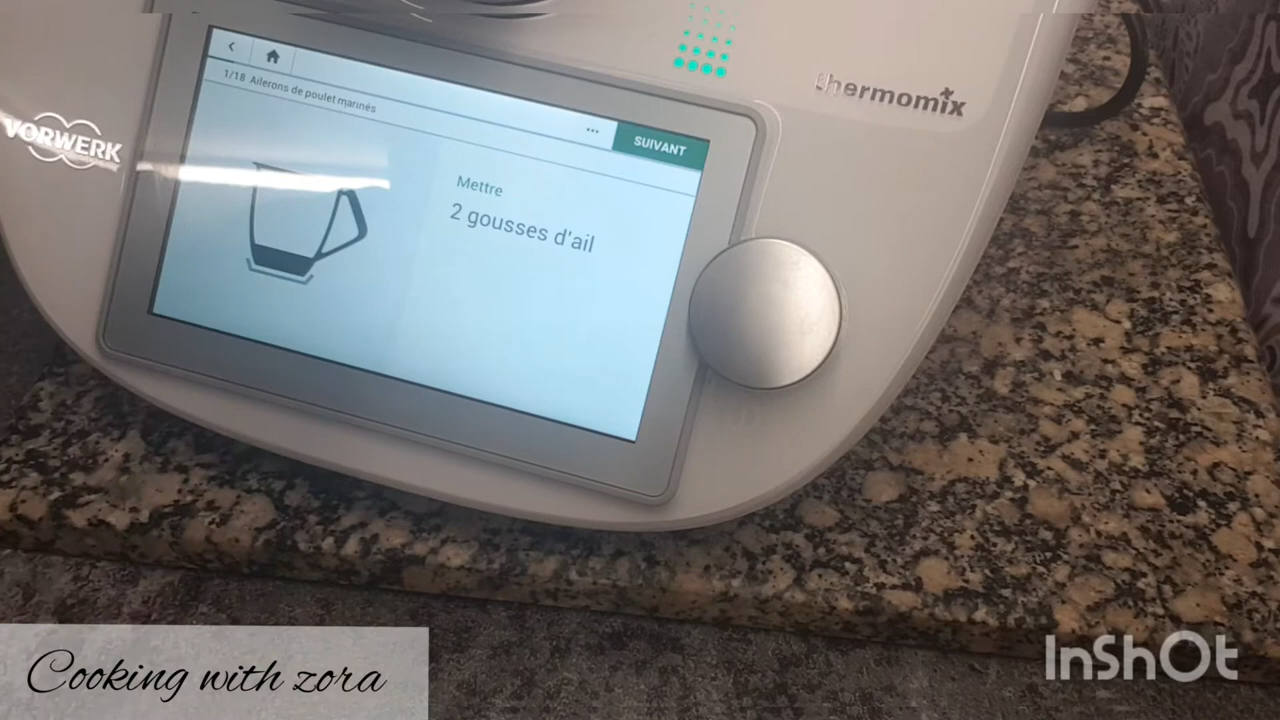 thermomix
VORWERK
1/18 Ailerons de poulet marinés
...
SUIVANT
Mettre
2 gousses d'ail
Cooking with zora
InShOt